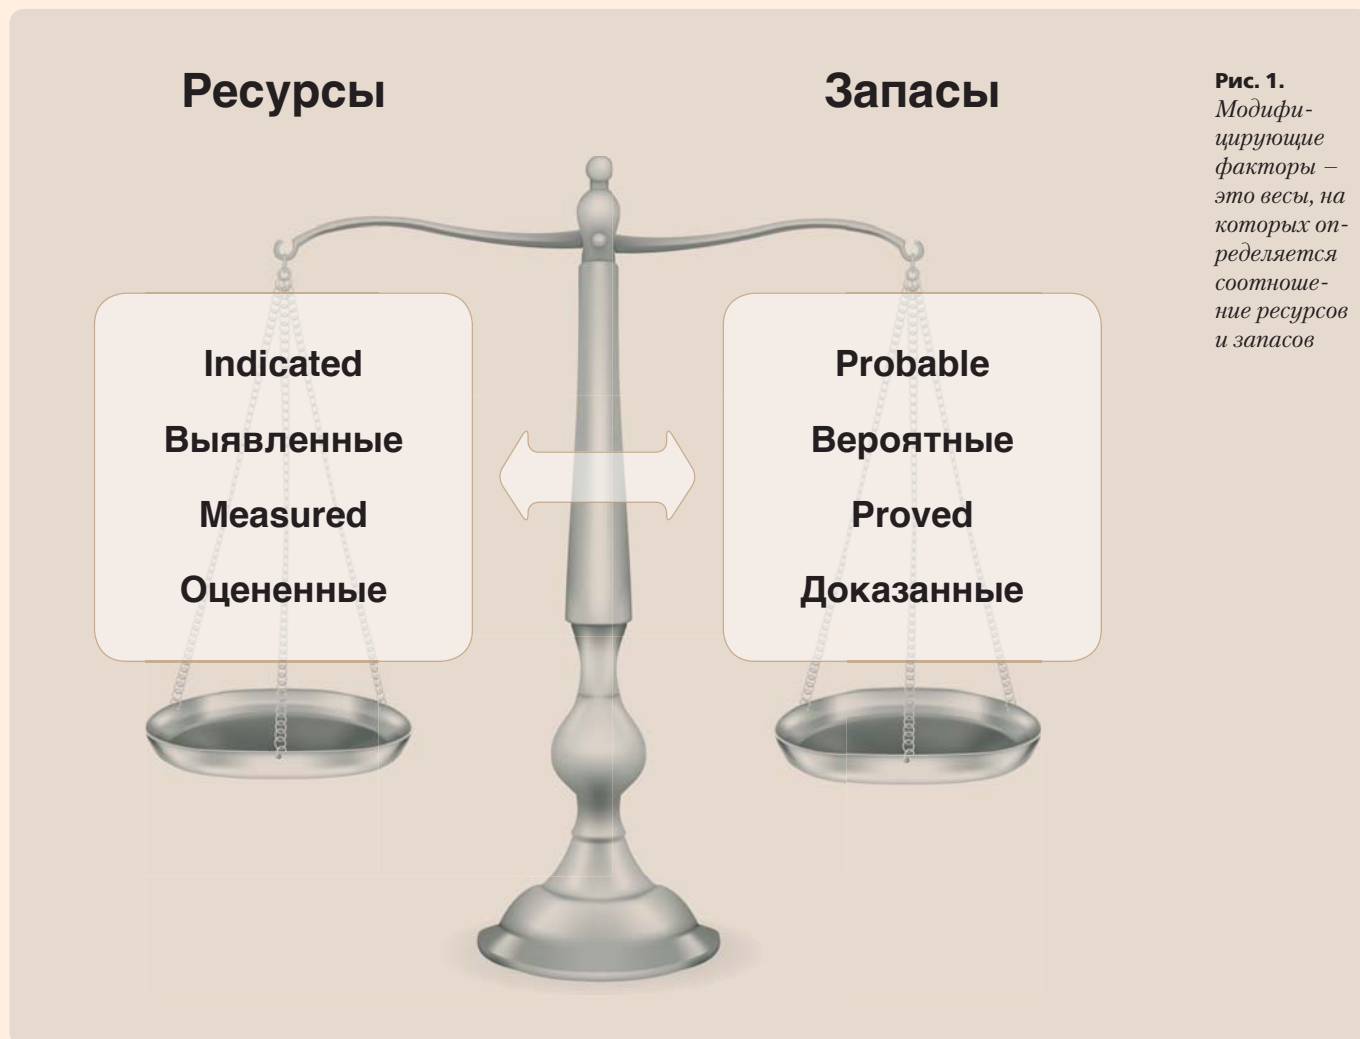 Ресурсы
Запасы
Indicated
Выявленные
Measured
Оцененные
Probable
Вероятные
Proved
Доказанные
Рис. 1.
Модифи-
цирующие
факторы –
это весы, на
которых оп-
ределяется
соотноше-
ние ресурсов
и запасов